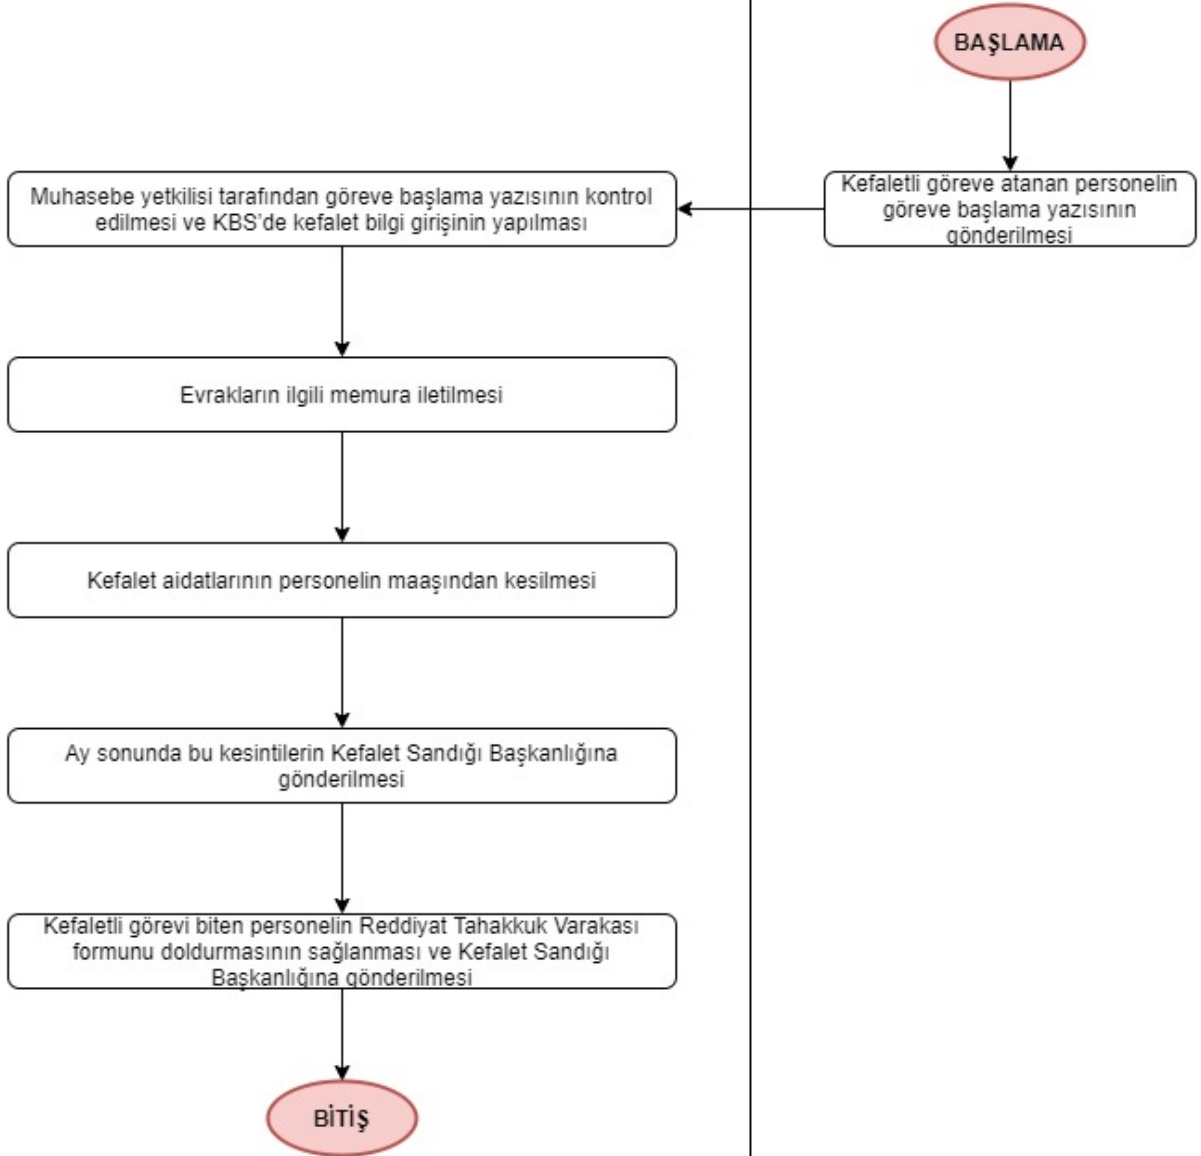 BAŞLAMA
Kefaletli göreve atanan personelin
göreve başlama yazısının
gönderilmesi
Muhasebe yetkilisi tarafından göreve başlama yazısının kontrol
edilmesi ve KBS'de kefalet bilgi girişinin yapılması
Evrakların ilgili memura iletilmesi
Kefalet aidatlarının personelin maaşından kesilmesi
Ay sonunda bu kesintilerin Kefalet Sandığı Başkanlığına
gönderilmesi
Kefaletli görevi biten personelin Reddiyat Tahakkuk Varakası
formunu doldurmasının sağlanması ve Kefalet Sandığı
Başkanlığına gönderilmesi
BİTİŞ